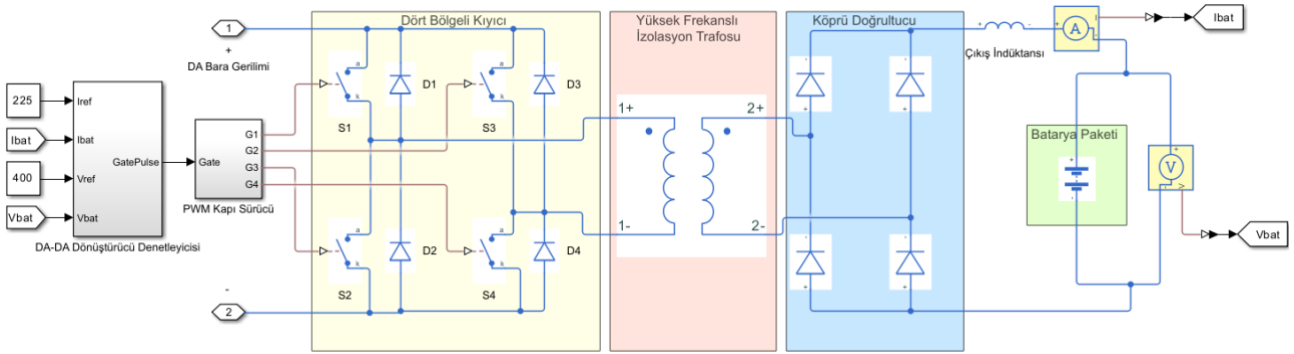 225
Ibat
400
Vbat
Iref
Ibat
Vref
Vbat
GatePulse
DA-DA Dönüştürücü Denetleyicisi
Gate
G1
G2
G3
G4
PWM Kapı Sürücü
1
+
DA Bara Gerilimi
-
2
Dört Bölgeli Kıyıcı
a
k
S1
D1
a
k
S3
D3
a
k
S2
D2
a
k
S4
D4
Yüksek Frekanslı
İzolasyon Trafosu
1+
2+
1-
2-
Köprü Doğrultucu
-
+
-
+
-
+
-
+
+
-
Çıkış İndüktansı
+
A
I
-
Ibat
Batarya Paketi
+
-
+
V
-
V
Vbat